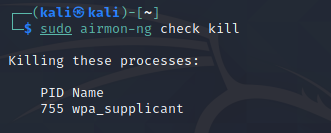 ┌──(kali㉿kali)-[~]
└─$ sudo airmon-ng check kill
Killing these processes:
PID Name
755 wpa_supplicant